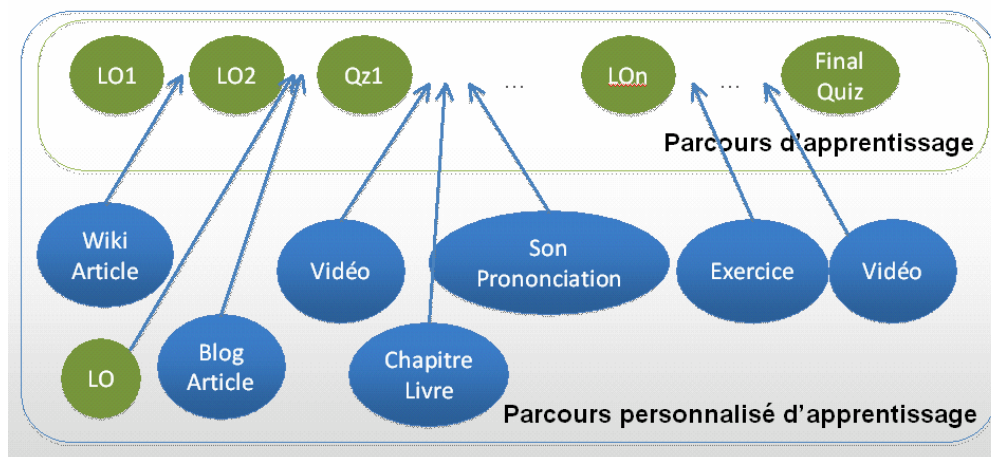 LO1
LO2
Qz1
...
LOn
...
Final
Quiz
Parcours d'apprentissage
Wiki
Article
Vidéo
Son
Prononciation
Exercice
Vidéo
LO
Blog
Article
Chapitre
Livre
Parcours personnalisé d'apprentissage